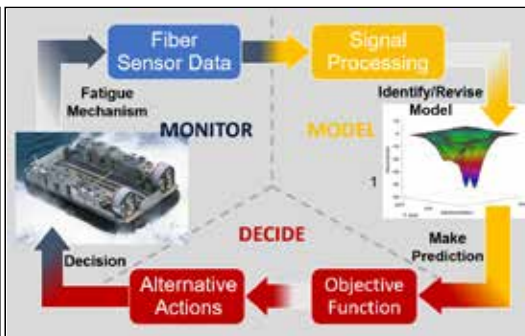 Fiber
Sensor Data
Signal
Processing
Fatigue
Mechanism
Identify/Revise
Model
MONITOR
MODEL
1
DECIDE
Make
Prediction
Decision
Alternative
Actions
Objective
Function